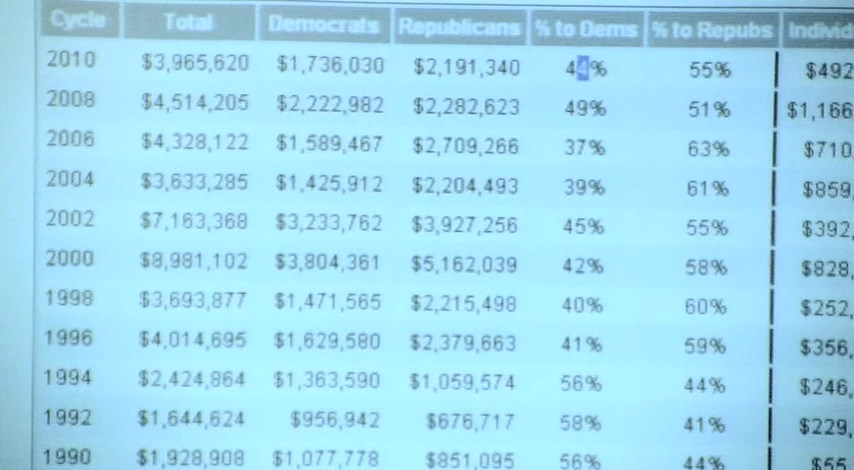 Cycle Total Democrats Republicans % to Dems % to Repubs Individ
2010 $3,965,620 $1,736,030 $2,191,340 44% 55% $492
2008 $4,514,205 $2,222,982 $2,282,623 49% 51% $1,166
2006 $4,328,122 $1,589,467 $2,709,266 37% 63% $710
2004 $3,633,285 $1,425,912 $2,204,493 39% 61% $859,
2002 $7,163,368 $3,233,762 $3,927,256 45% 55% $392,
2000 $8,981,102 $3,804,361 $5,162,039 42% 58% $828,
1998 $3,693,877 $1,471,565 $2,215,498 40% 60% $252,
1996 $4,014,695 $1,629,580 $2,379,663 41% 59% $356,
1994 $2,424,864 $1,363,590 $1,059,574 56% 44% $246,
1992 $1,644,624 $956,942 $676,717 58% 41% $229,
1990 $1,928,908 $1,077,778 $851,095 56% 44% $55